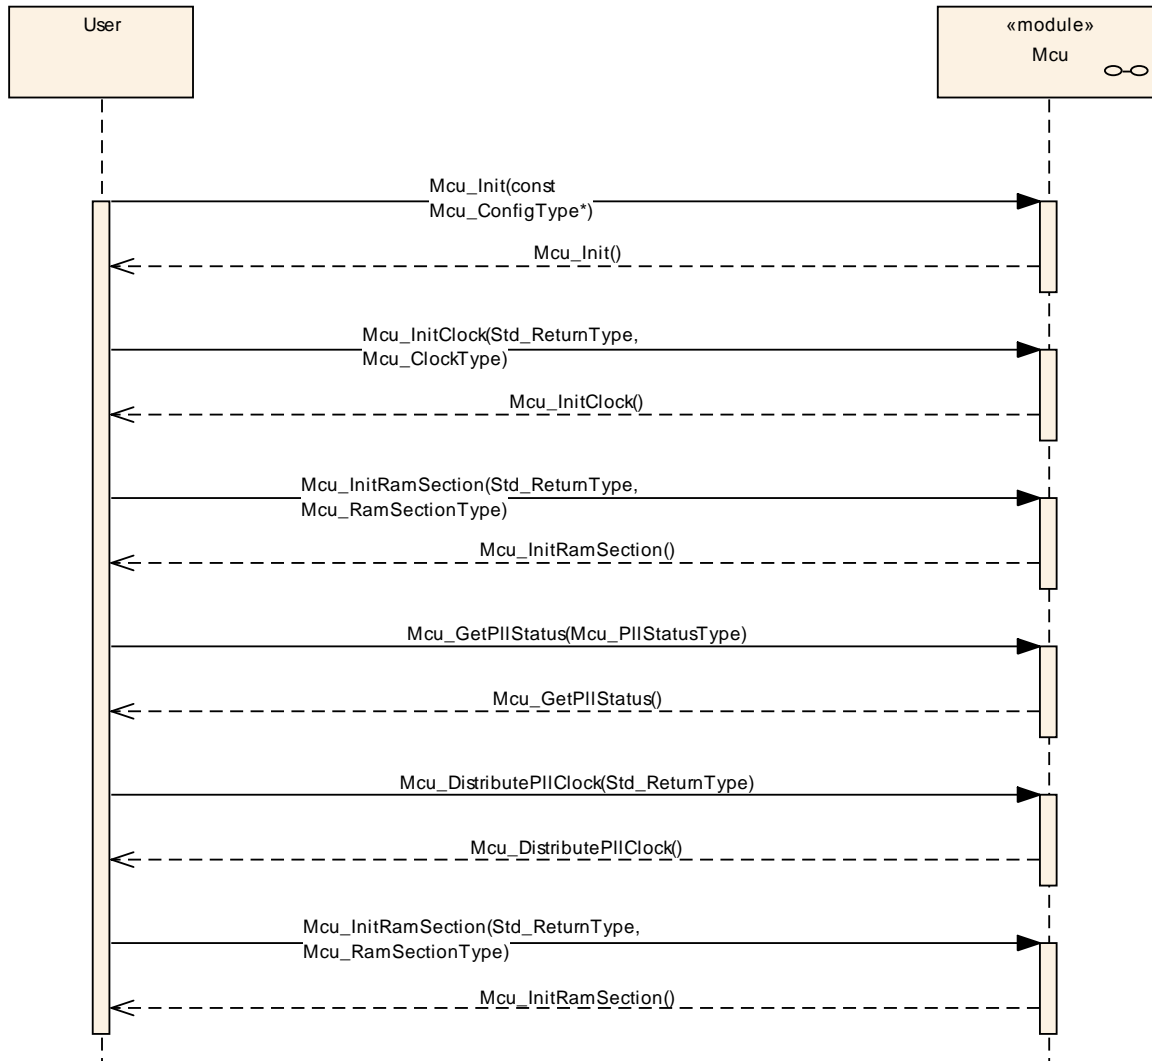 User
«module»
Mcu
Mcu_Init(const
Mcu_ConfigType*)
Mcu_Init()
Mcu_InitClock(Std_ReturnType,
Mcu_ClockType)
Mcu_InitClock()
Mcu_InitRamSection(Std_ReturnType,
Mcu_RamSectionType)
Mcu_InitRamSection()
Mcu_GetPllStatus(Mcu_PllStatusType)
Mcu_GetPllStatus()
Mcu_DistributePllClock(Std_ReturnType)
Mcu_DistributePllClock()
Mcu_InitRamSection(Std_ReturnType,
Mcu_RamSectionType)
Mcu_InitRamSection()